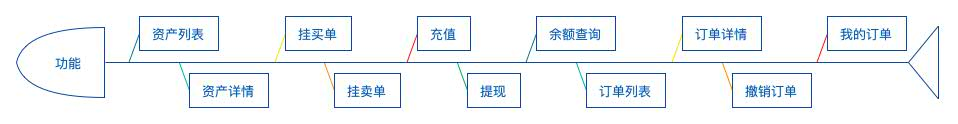 功能
资产列表
资产详情
挂买单
挂卖单
充值
提现
余额查询
订单列表
订单详情
撤销订单
我的订单